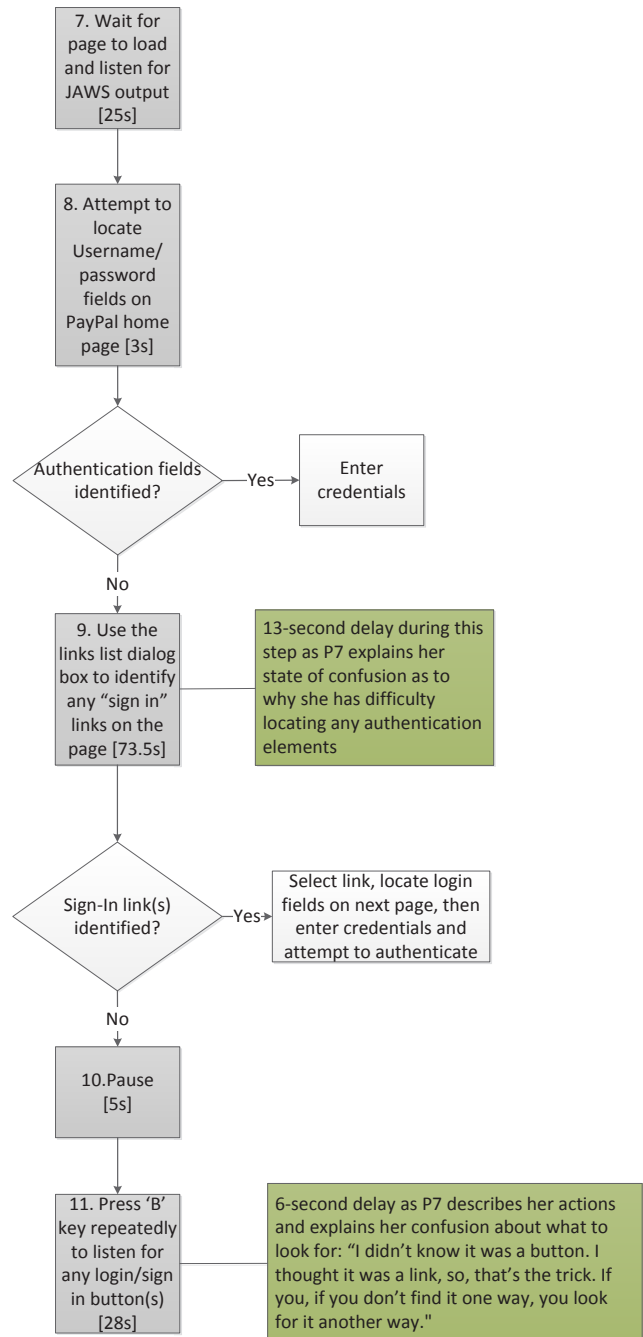 7. Wait for
page to load
and listen for
JAWS output
[25s]
8. Attempt to
locate
Username/
password
fields on
PayPal home
page [3s]
Authentication fields
identified?
Yes
Enter
credentials
No
9. Use the
links list dialog
box to identify
any “sign in”
links on the
page [73.5s]
13-second delay during this
step as P7 explains her
state of confusion as to
why she has difficulty
locating any authentication
elements
Sign-In link(s)
identified?
Yes
Select link, locate login
fields on next page, then
enter credentials and
attempt to authenticate
No
10.Pause
[5s]
11. Press ‘B’
key repeatedly
to listen for
any login/sign
in button(s)
[28s]
6-second delay as P7 describes her actions
and explains her confusion about what to
look for: “I didn’t know it was a button. I
thought it was a link, so, that’s the trick. If
you, if you don’t find it one way, you look
for it another way."